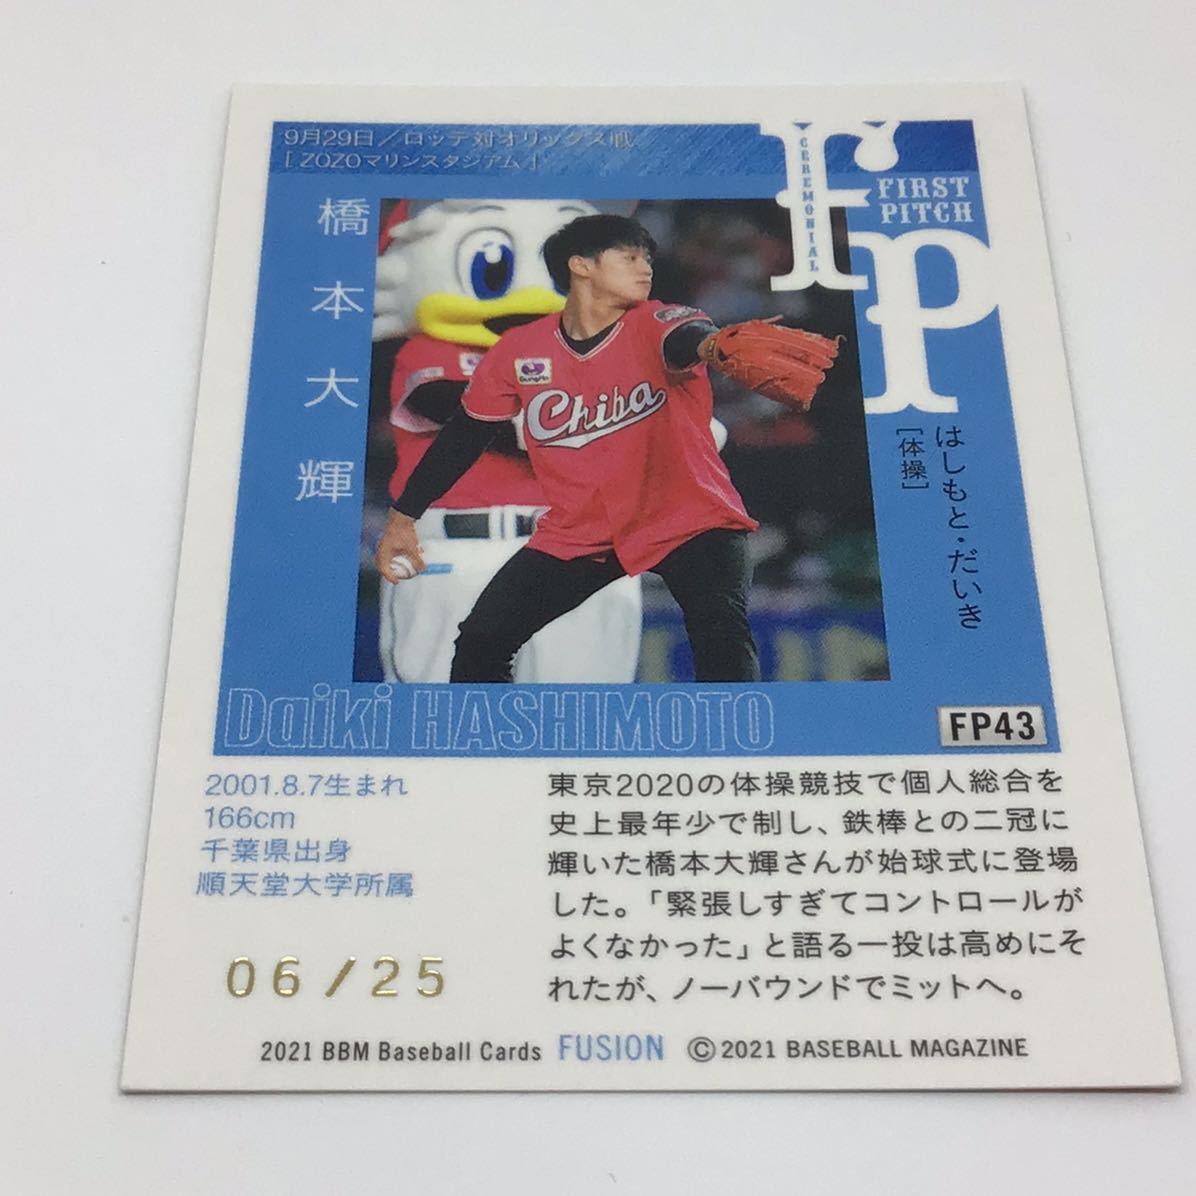 9月29日／ロッテ対オリックス戦
[ ZOZOマリンスタジアム ]
FP
CEREMONIAL
FIRST
PITCH
橋本大輝
はしもと・だいき
[体操]
GungHo
Chiba
Daiki HASHIMOTO
FP43
2001.8.7生まれ
166cm
千葉県出身
順天堂大学所属
06/25
東京2020の体操競技で個人総合を
史上最年少で制し、鉄棒との二冠に
輝いた橋本大輝さんが始球式に登場
した。「緊張しすぎてコントロールが
よくなかった」と語る一投は高めにそ
れたが、ノーバウンドでミットへ。
2021 BBM Baseball Cards FUSION ©2021 BASEBALL MAGAZINE